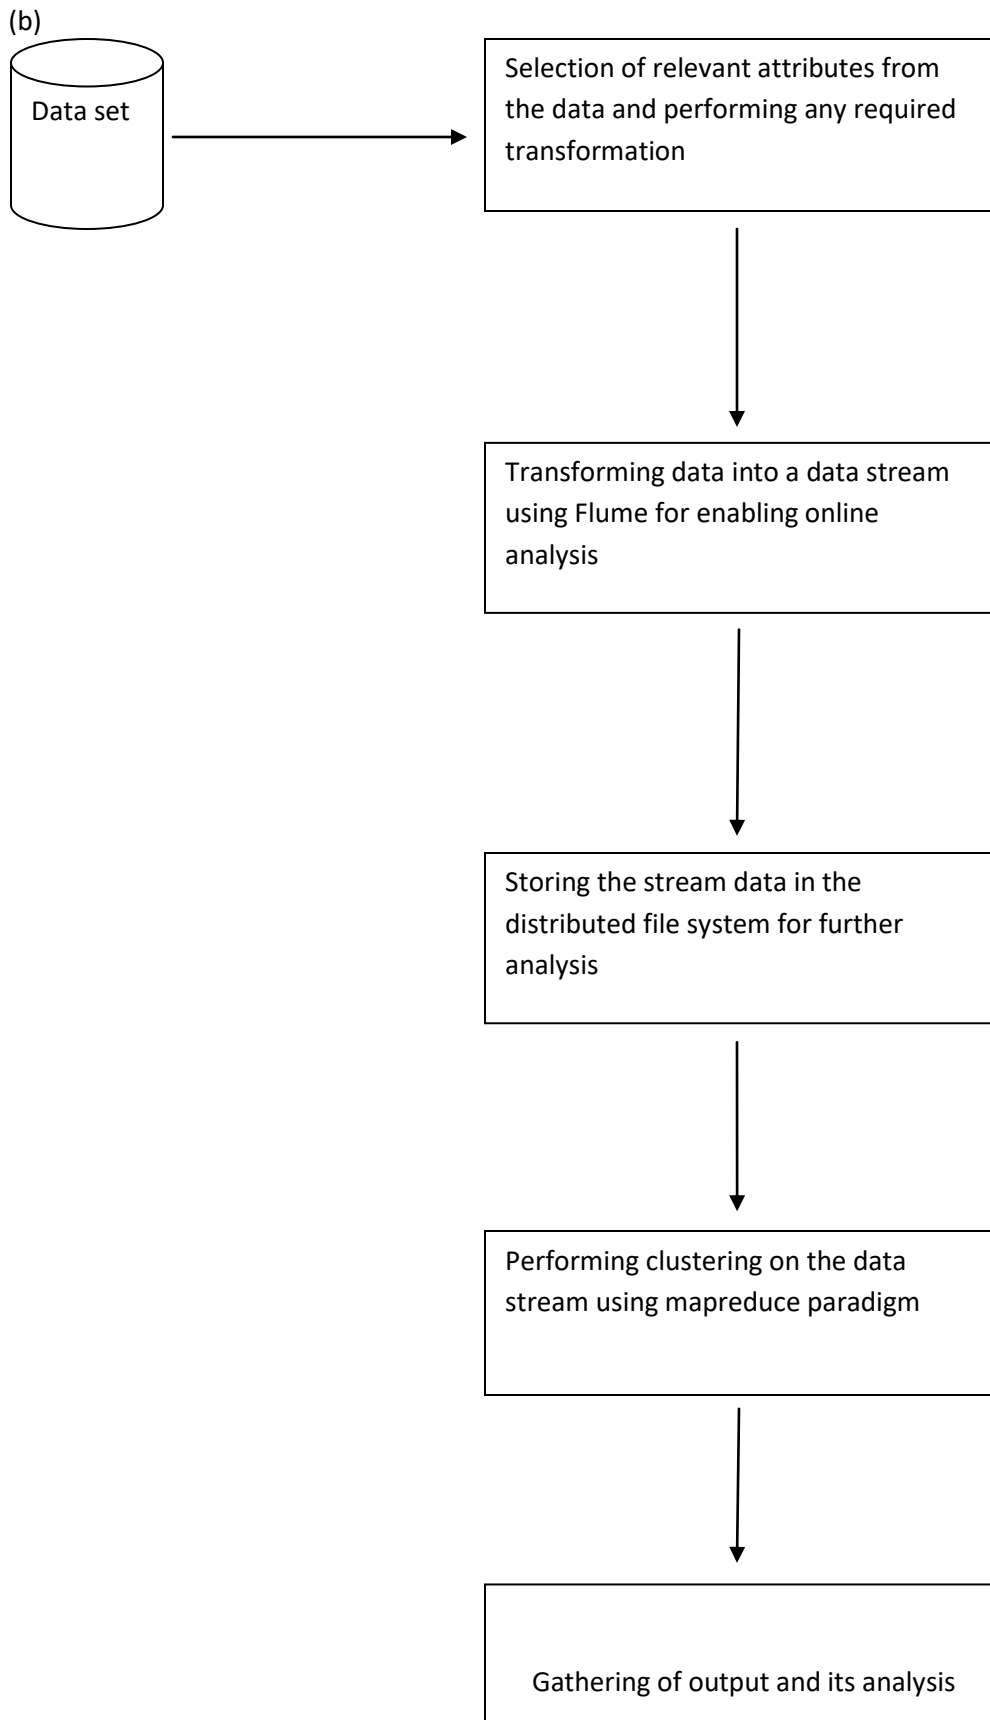 (b)
Data set
Selection of relevant attributes from
the data and performing any required
transformation
Transforming data into a data stream
using Flume for enabling online
analysis
Storing the stream data in the
distributed file system for further
analysis
Performing clustering on the data
stream using mapreduce paradigm
Gathering of output and its analysis